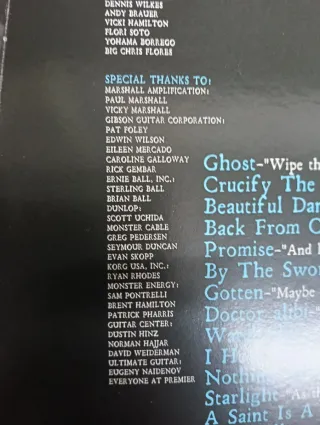 DENNIS WILKES
ANDY BRAUER
VICKI HAMILTON
FLORI SOTO
YOHAMA BORREGO
BIG CHRIS FLORES
SPECIAL THANKS TO:
MARSHALL AMPLIFICATION:
PAUL MARSHALL
VICKY MARSHALL
GIBSON GUITAR CORPORATION:
PAT FOLEY
EDWIN WILSON
EILEEN MERCADO
CAROLINE GALLOWAY
RICK GEMBAR
ERNIE BALL, INC.:
STERLING BALL
BRIAN BALL
DUNLOP:
SCOTT UCHIDA
MONSTER CABLE
GREG PEDERSEN
SEYMOUR DUNCAN
EVAN SKOPP
KORG USA, INC.:
RYAN RHODES
MONSTER ENERGY:
SAM PONTRELLI
BRENT HAMILTON
PATRICK PHARRIS
GUITAR CENTER:
DUSTIN HINZ
NORMAN HAJJAR
DAVID WEIDERMAN
ULTIMATE GUITAR:
EUGENY NAIDENOV
EVERYONE AT PREMIER
Ghost-"Wipe th
Crucify The
Beautiful Dan
Back From C
Promise-"And I
By The Swo
Gotten-"Maybe
Doctor alibi-
W
I H
Nothi
Starlight-"As th
A Saint Is A